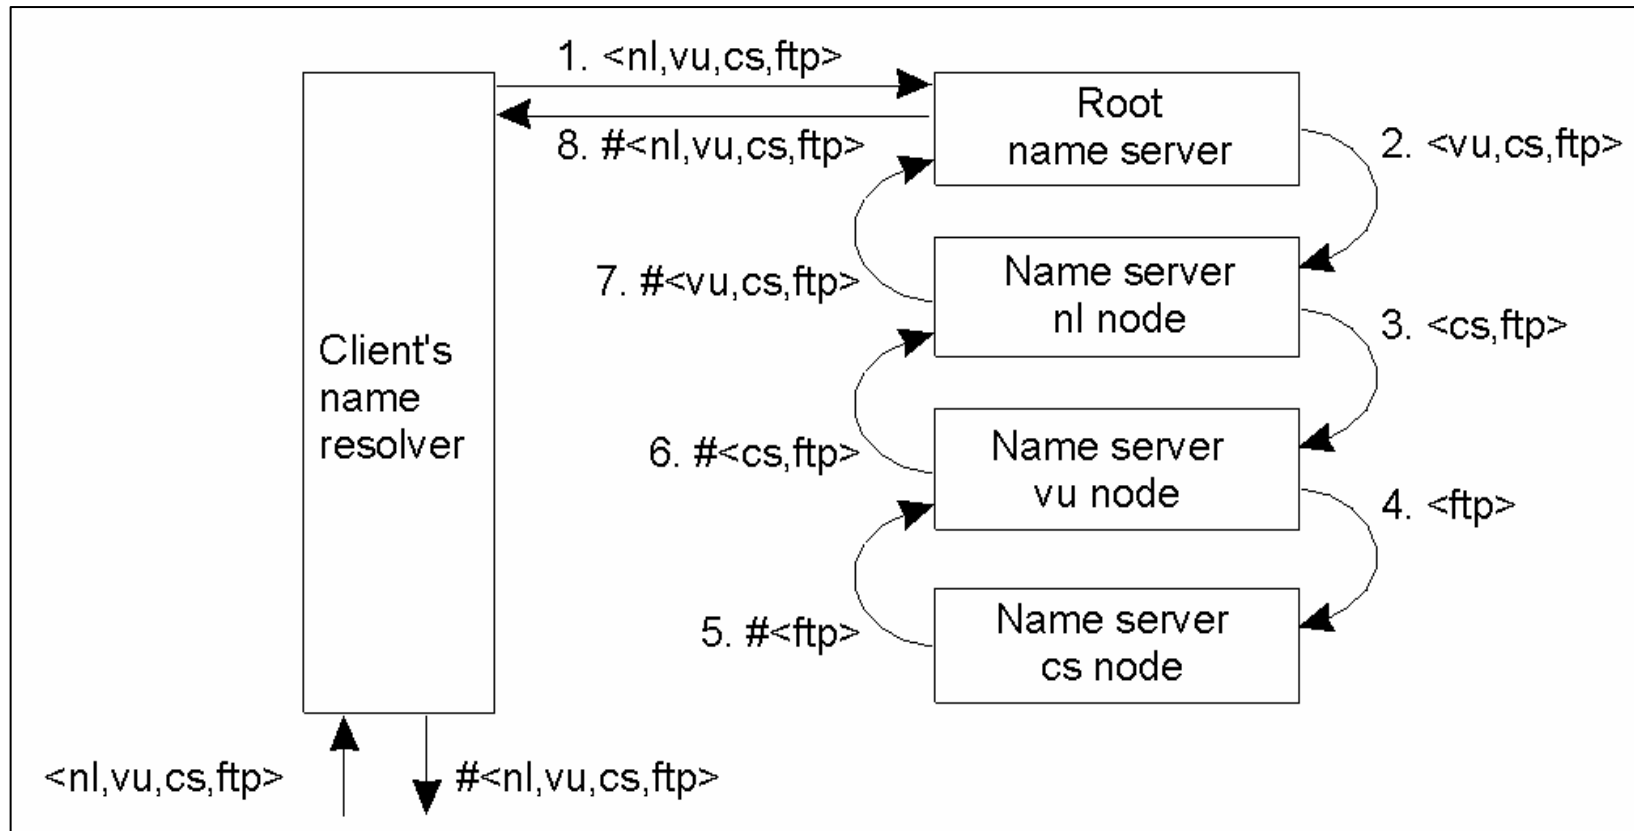 1. <nl,vu,cs,ftp>
Root
name server
8. #<nl,vu,cs,ftp>
2. <vu,cs,ftp>
Name server
nl node
7. #<vu,cs,ftp>
3. <cs,ftp>
Client's
name
resolver
Name server
vu node
6. #<cs,ftp>
4. <ftp>
Name server
cs node
5. #<ftp>
<nl,vu,cs,ftp>
#<nl,vu,cs,ftp>